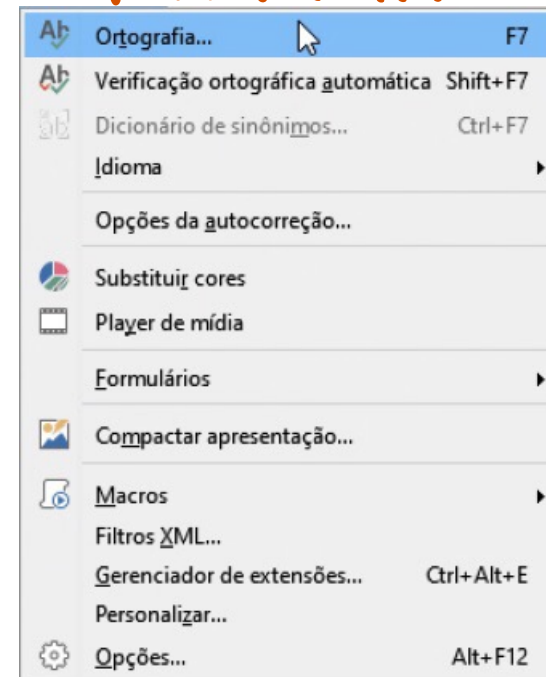 Ortografia... F7
Verificação ortográfica automática Shift+F7
Dicionário de sinônimos... Ctrl+F7
Idioma
Opções da autocorreção...
Substituir cores
Player de mídia
Formulários
Compactar apresentação...
Macros
Filtros XML...
Gerenciador de extensões... Ctrl+Alt+E
Personalizar...
Opções... Alt+F12